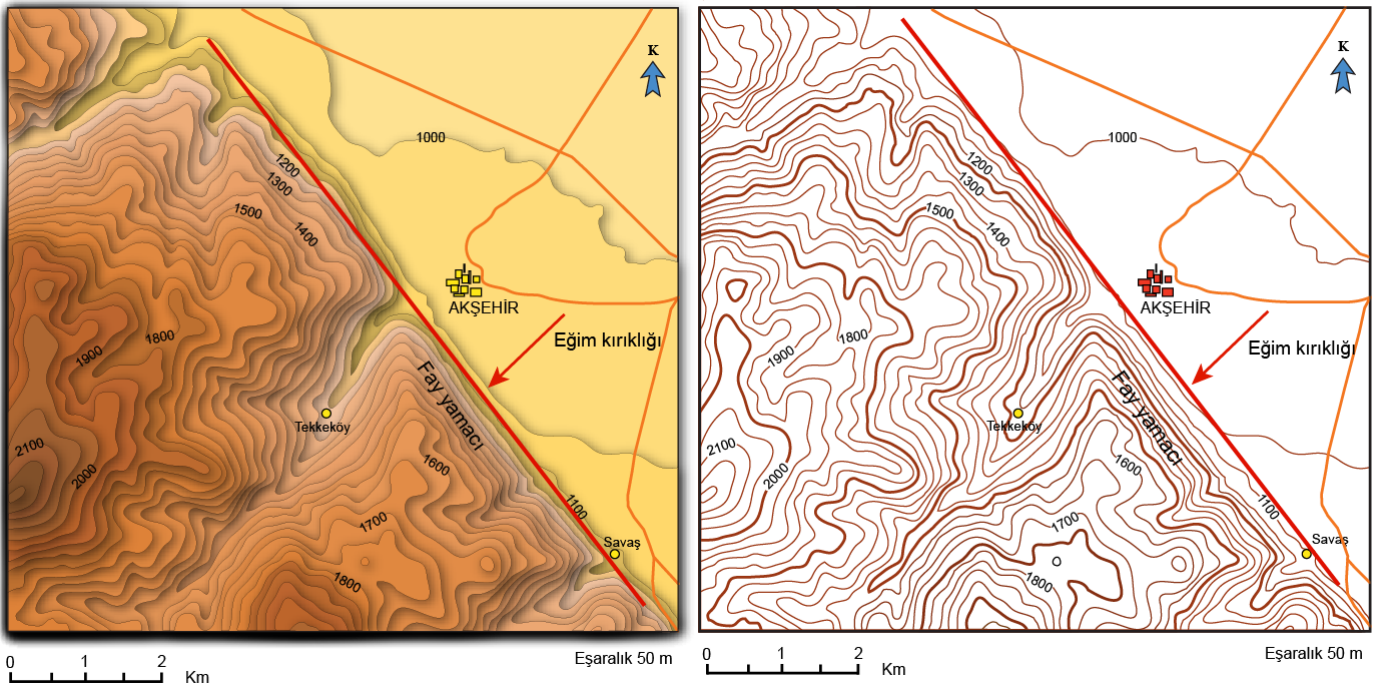 K
1000
1200
1300
1500
1400
AKŞEHİR
Eğim kırıklığı
1800
1900
Fay yamacı
Tekkeköy
2100
2000
1600
1100
1700
Savaş
1800
0 1 2
Km
Eşaralık 50 m
K
1000
1200
1300
1500
1400
AKŞEHİR
Eğim kırıklığı
1800
1900
Fay yamacı
Tekkeköy
2100
2000
1600
1100
1700
Savaş
1800
0 1 2
Km
Eşaralık 50 m